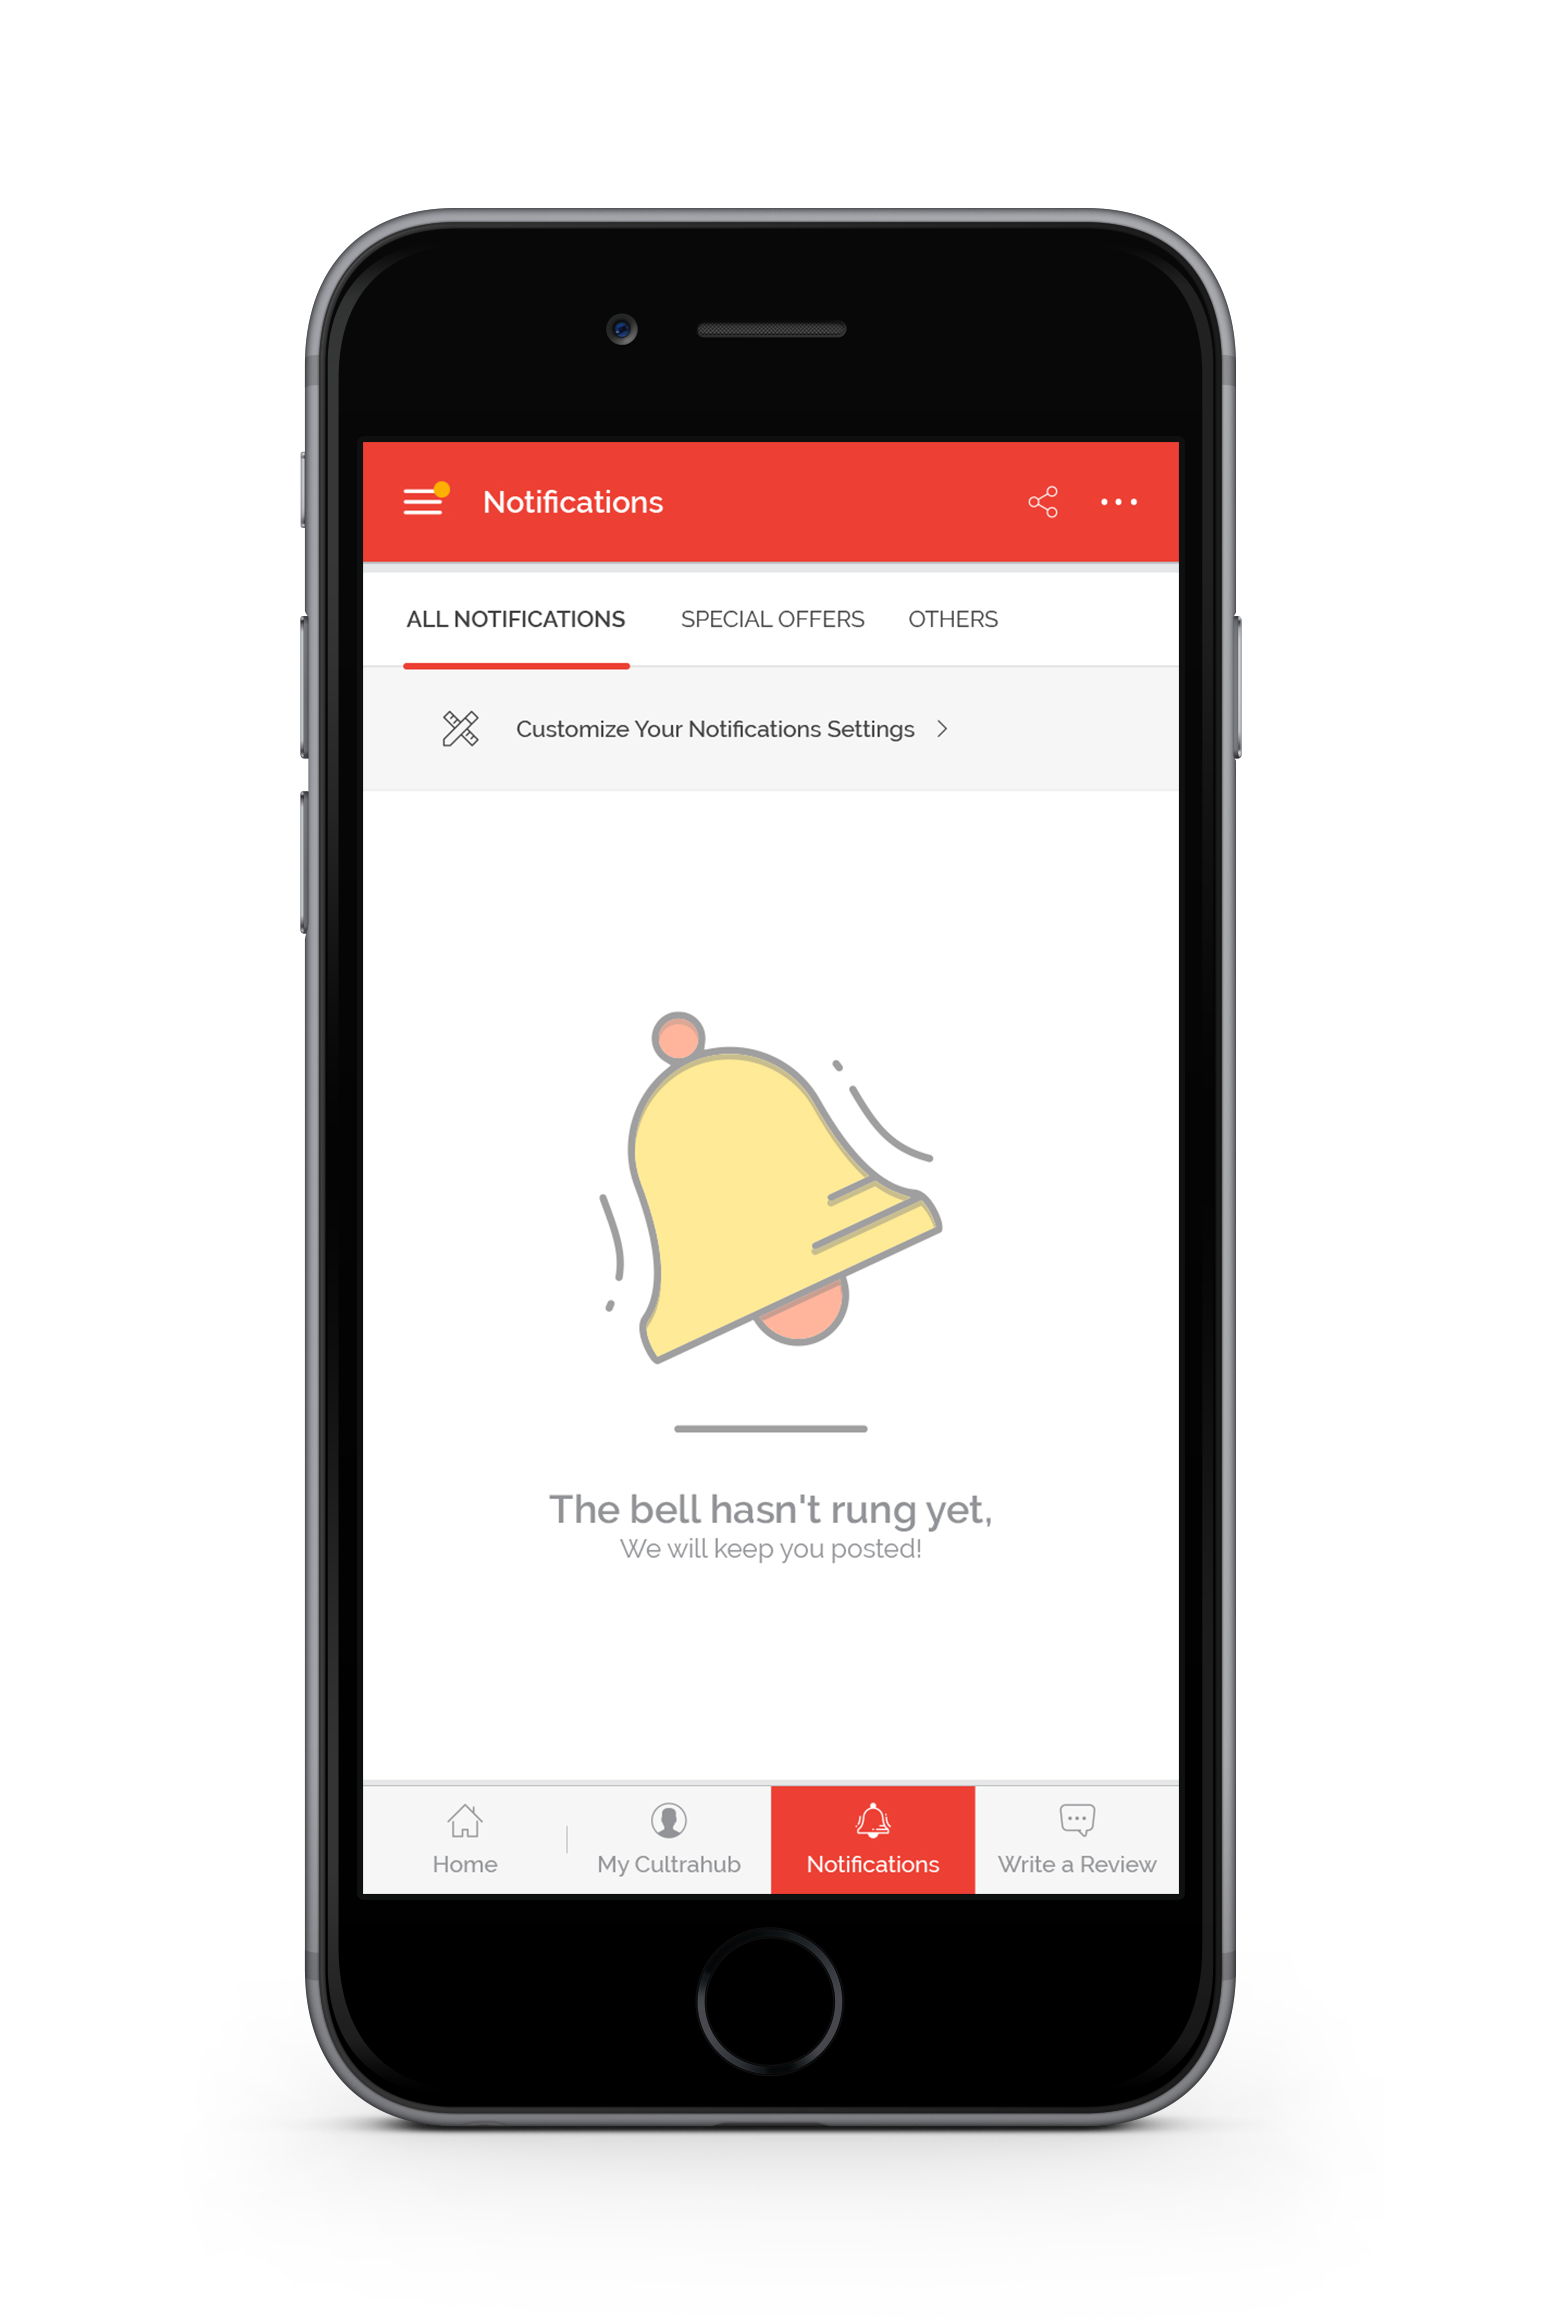 Notifications
ALL NOTIFICATIONS SPECIAL OFFERS OTHERS
Customize Your Notifications Settings
The bell hasn't rung yet,
We will keep you posted!
Home My Cultrahub Notifications Write a Review